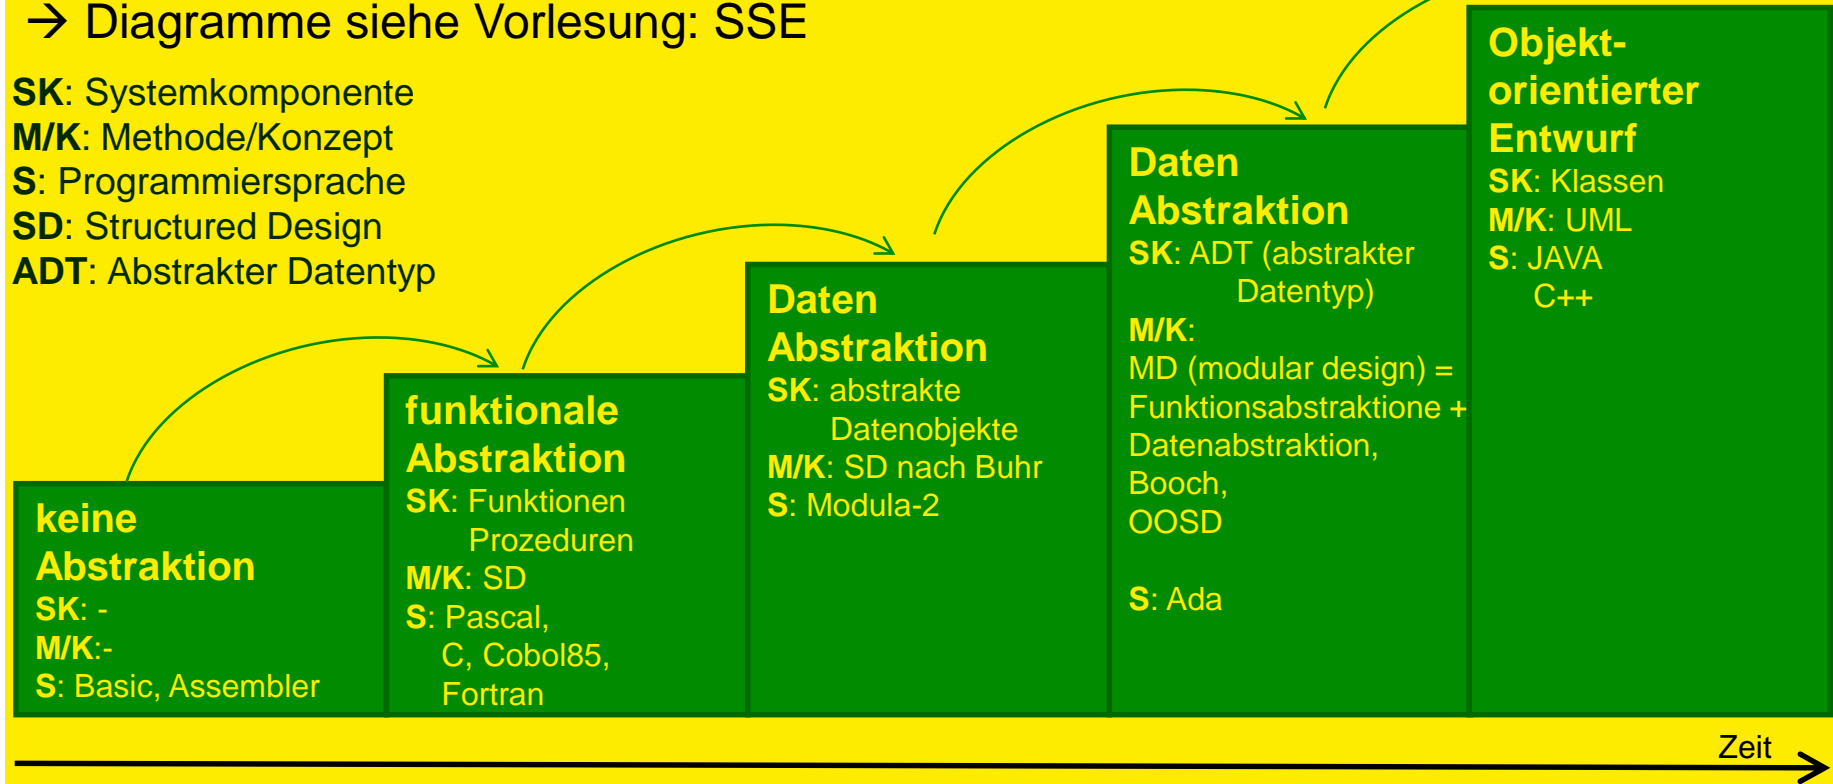 → Diagramme siehe Vorlesung: SSE
SK: Systemkomponente
M/K: Methode/Konzept
S: Programmiersprache
SD: Structured Design
ADT: Abstrakter Datentyp
keine
Abstraktion
SK: -
M/K:-
S: Basic, Assembler
funktionale
Abstraktion
SK: Funktionen
Prozeduren
M/K: SD
S: Pascal,
C, Cobol85,
Fortran
Daten
Abstraktion
SK: abstrakte
Datenobjekte
M/K: SD nach Buhr
S: Modula-2
Daten
Abstraktion
SK: ADT (abstrakter
Datentyp)
M/K:
MD (modular design) =
Funktionsabstraktione +
Datenabstraktion,
Booch,
OOSD
S: Ada
Objekt-
orientierter
Entwurf
SK: Klassen
M/K: UML
S: JAVA
C++
Zeit